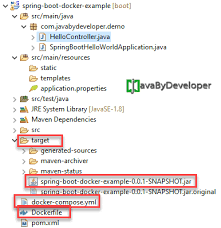 spring-boot-docker-example [boot]
src/main/java
com.javabydeveloper.demo
HelloController.java
SpringBootHelloWorldApplication.java
src/main/resources
static
templates
application.properties
JavaByDeveloper
src/test/java
JRE System Library [JavaSE-1.8]
Maven Dependencies
src
target
generated-sources
maven-archiver
maven-status
spring-boot-docker-example-0.0.1-SNAPSHOT.jar
spring-boot-docker-example-0.0.1-SNAPSHOT.jar.original
docker-compose.yml
Dockerfile
pom.xml